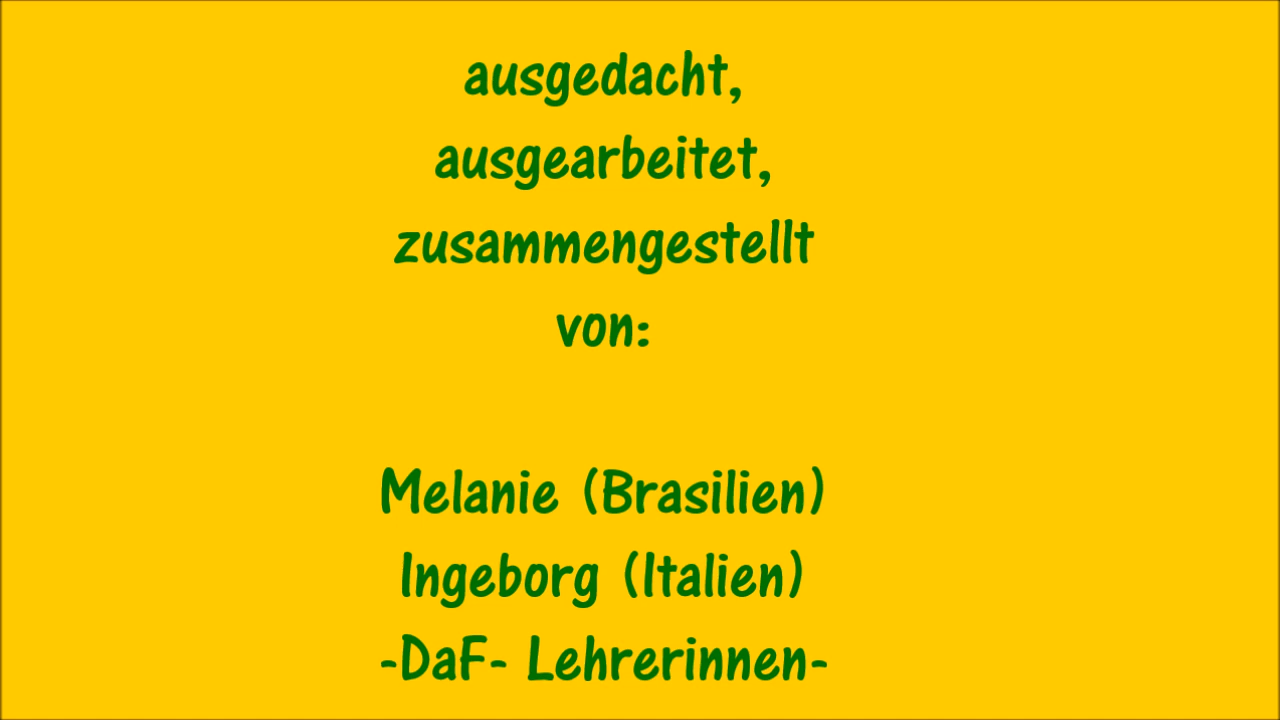 ausgedacht,
ausgearbeitet,
zusammengestellt
von:
Melanie (Brasilien)
Ingeborg (Italien)
-DaF- Lehrerinnen-